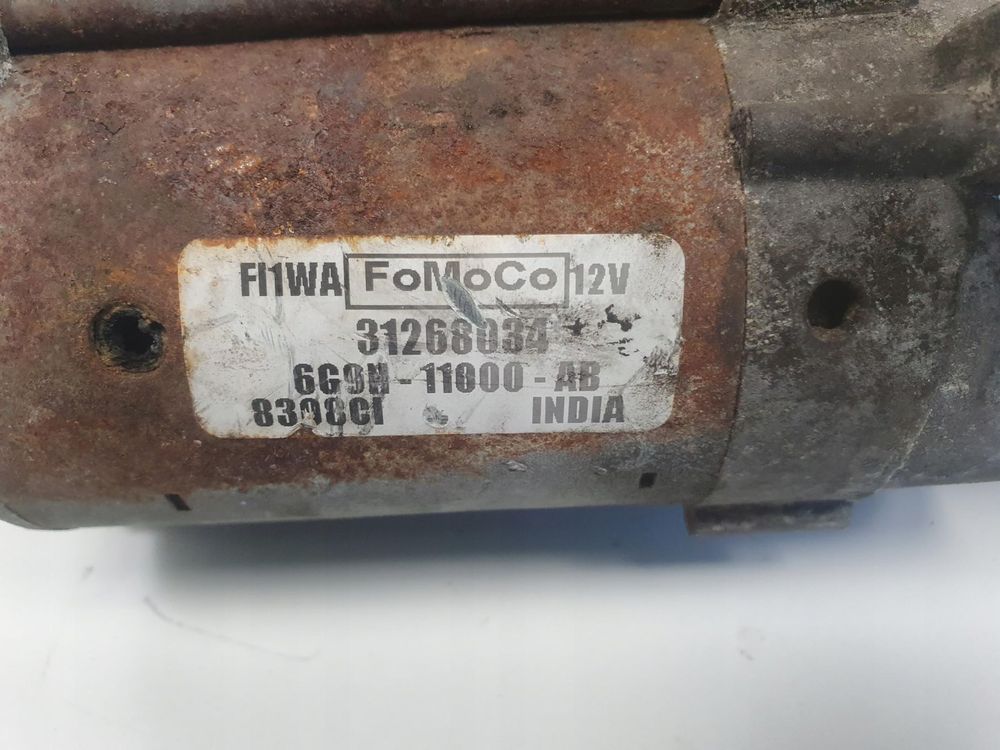 FI1WA FoMoCo 12V
31268034
6G9N - 11000 - AB
8308CI INDIA